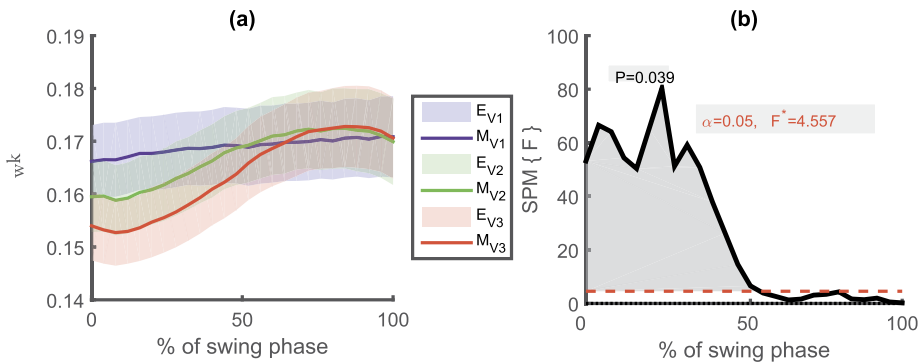 (a)
0.19
0.18
0.17
0.16
0.15
0.14
wk
0
50
100
% of swing phase
E_V1
M_V1
E_V2
M_V2
E_V3
M_V3
(b)
100
80
60
40
20
0
SPM { F }
P=0.039
α=0.05, F*=4.557
0
50
100
% of swing phase